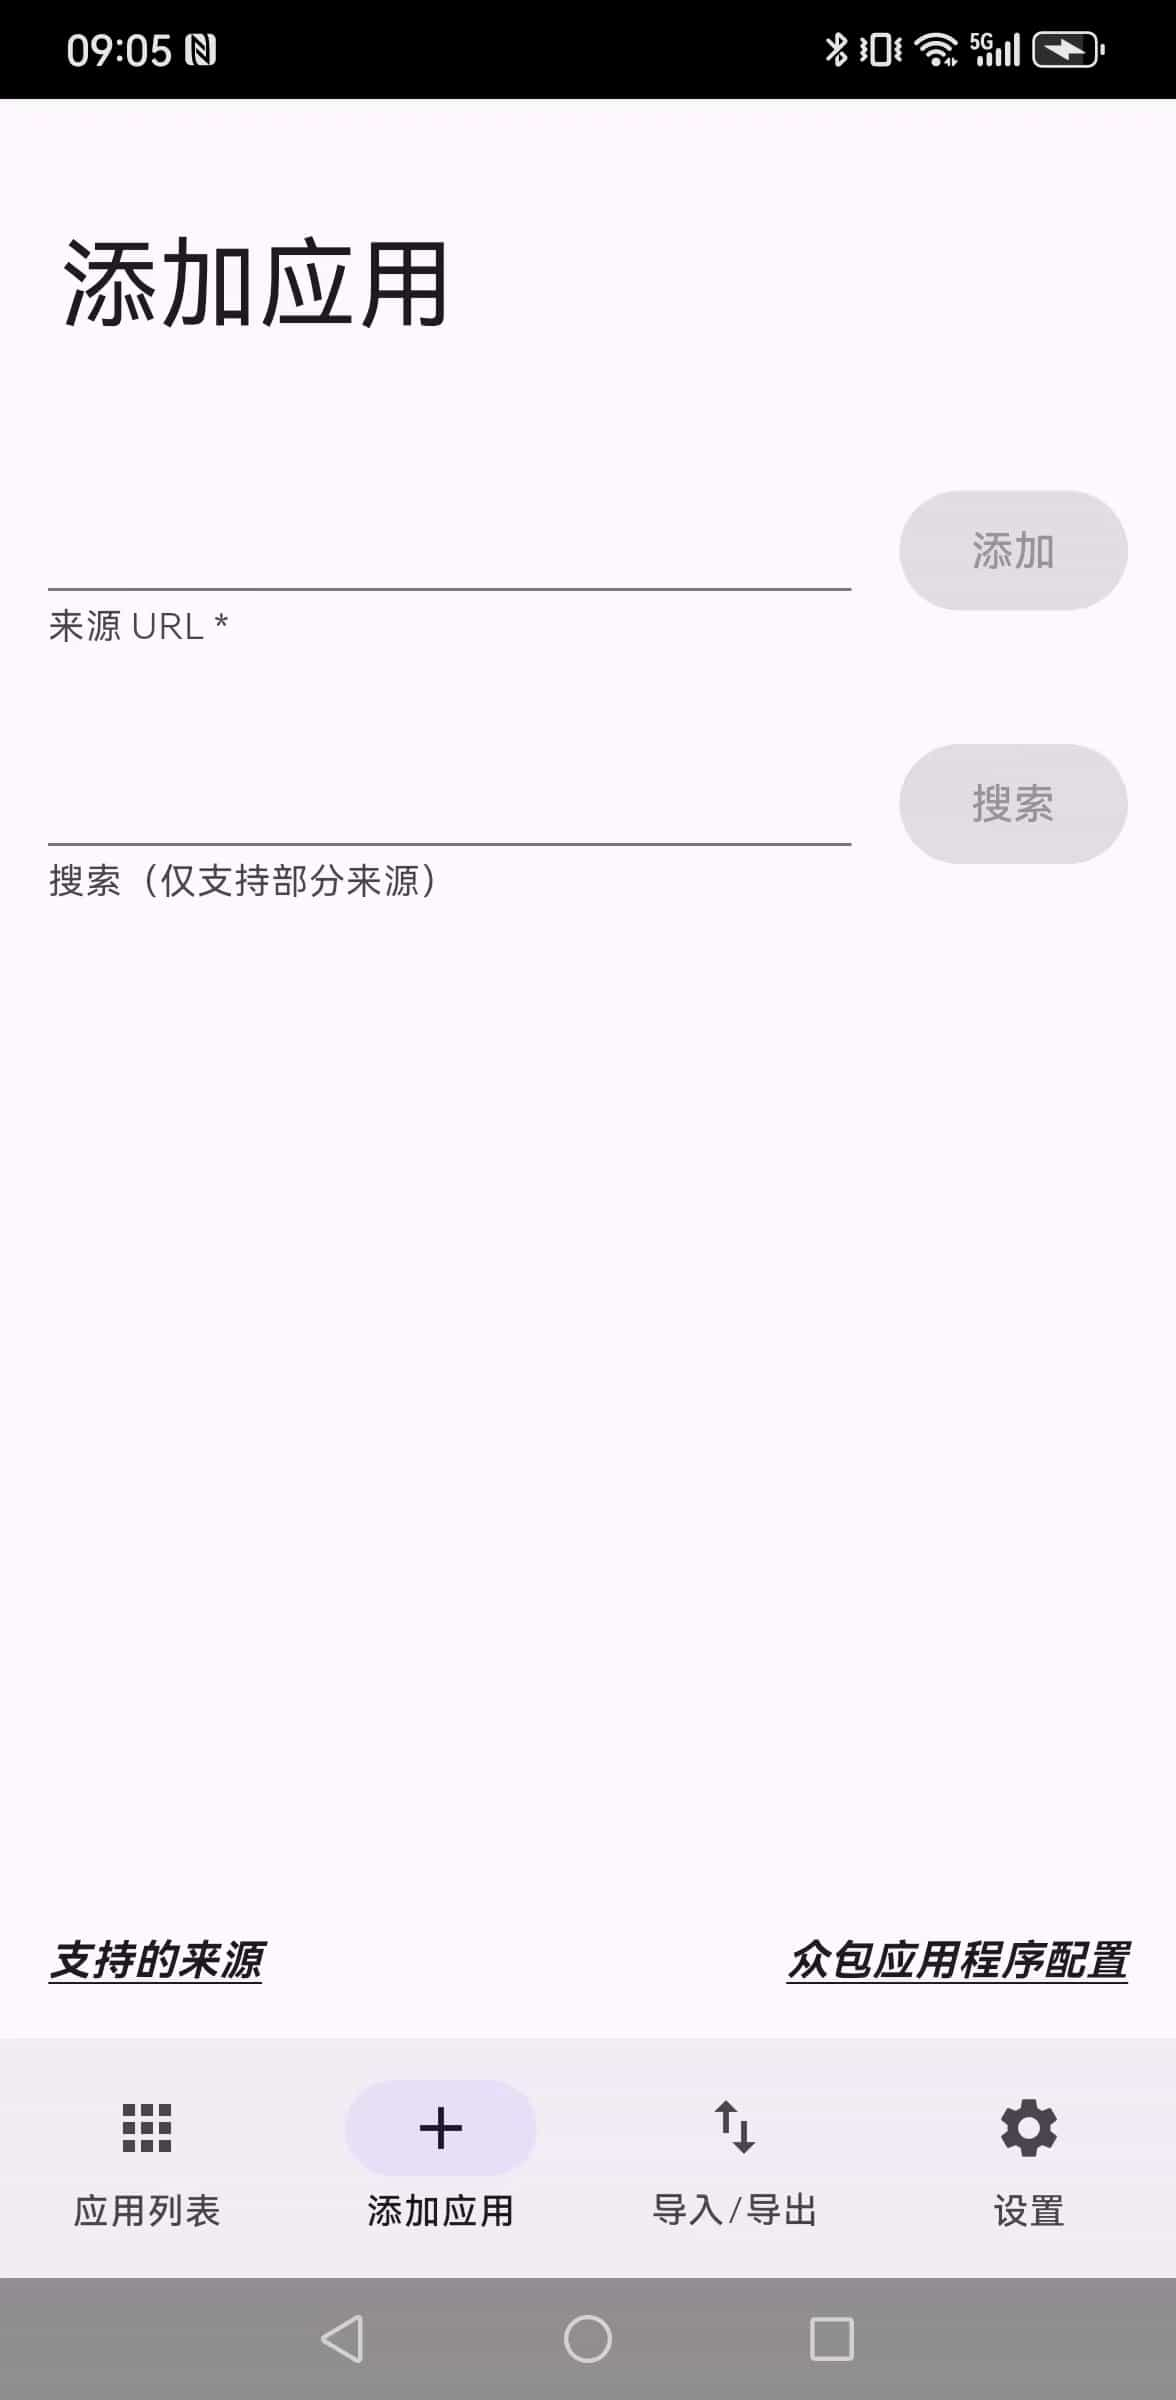 09:05
5G
添加应用
添加
来源 URL *
搜索
搜索（仅支持部分来源）
支持的来源
众包应用程序配置
应用列表
添加应用
导入/导出
设置